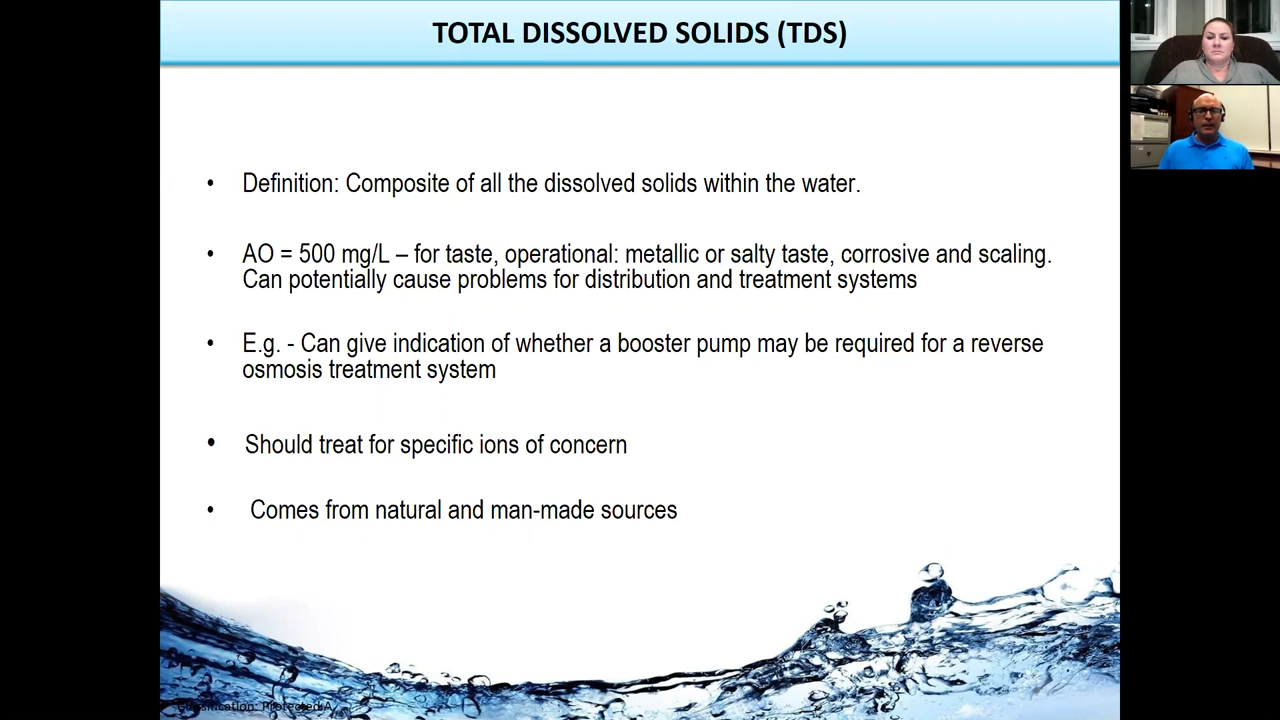 TOTAL DISSOLVED SOLIDS (TDS)
• Definition: Composite of all the dissolved solids within the water.
• AO = 500 mg/L – for taste, operational: metallic or salty taste, corrosive and scaling.
Can potentially cause problems for distribution and treatment systems
• E.g. - Can give indication of whether a booster pump may be required for a reverse
osmosis treatment system
• Should treat for specific ions of concern
• Comes from natural and man-made sources
Classification: Protected A